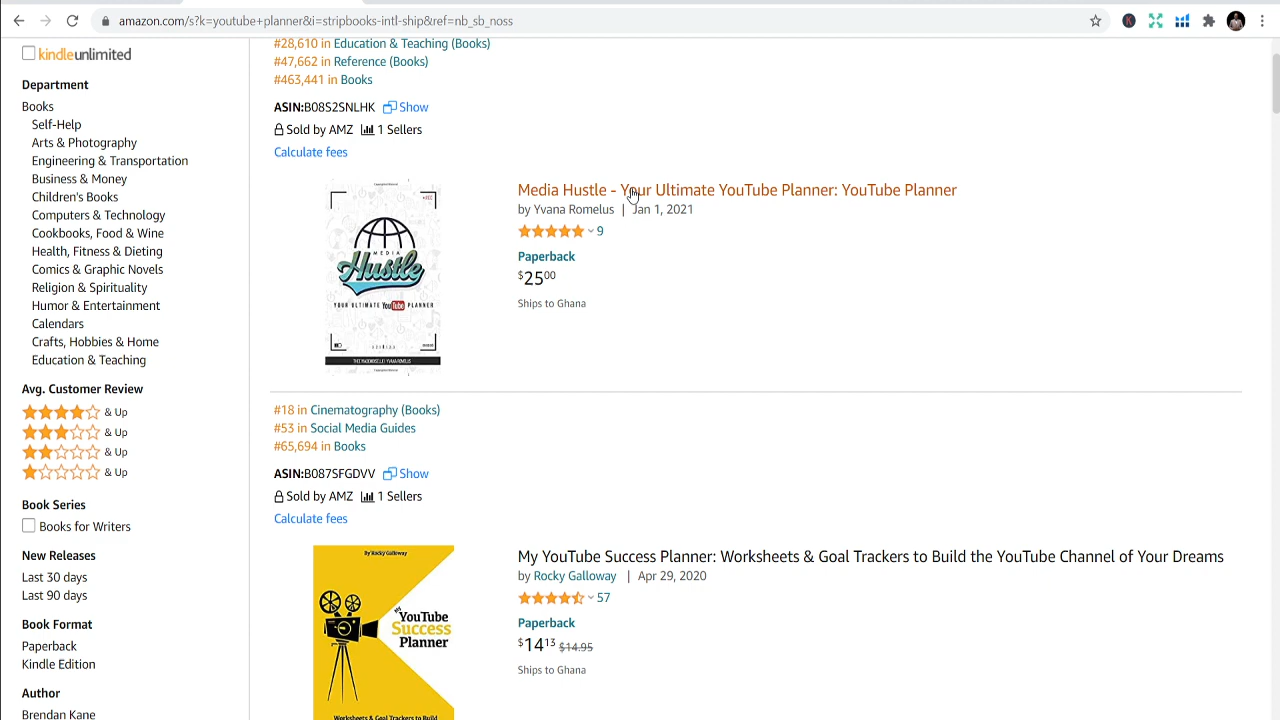 amazon.com/s?k=youtube+planner&i=stripbooks-intl-ship&ref=nb_sb_noss
kindleunlimited
Department
Books
Self-Help
Arts & Photography
Engineering & Transportation
Business & Money
Children's Books
Computers & Technology
Cookbooks, Food & Wine
Health, Fitness & Dieting
Comics & Graphic Novels
Religion & Spirituality
Humor & Entertainment
Calendars
Crafts, Hobbies & Home
Education & Teaching
Avg. Customer Review
& Up
& Up
& Up
& Up
Book Series
Books for Writers
New Releases
Last 30 days
Last 90 days
Book Format
Paperback
Kindle Edition
Author
Brendan Kane
#28,610 in Education & Teaching (Books)
#47,662 in Reference (Books)
#463,441 in Books
ASIN:B08S2SNLHK Show
Sold by AMZ 1 Sellers
Calculate fees
REC
MEDIA
Hustle
YOUR ULTIMATE YouTube PLANNER
Media Hustle - Your Ultimate YouTube Planner: YouTube Planner
by Yvana Romelus | Jan 1, 2021
9
Paperback
$2500
Ships to Ghana
#18 in Cinematography (Books)
#53 in Social Media Guides
#65,694 in Books
ASIN:B087SFGDVV Show
Sold by AMZ 1 Sellers
Calculate fees
By Rocky Galloway
My
YouTube
Success
Planner
Worksheets & Goal Trackers to Build
My YouTube Success Planner: Worksheets & Goal Trackers to Build the YouTube Channel of Your Dreams
by Rocky Galloway | Apr 29, 2020
57
Paperback
$1413 $14.95
Ships to Ghana